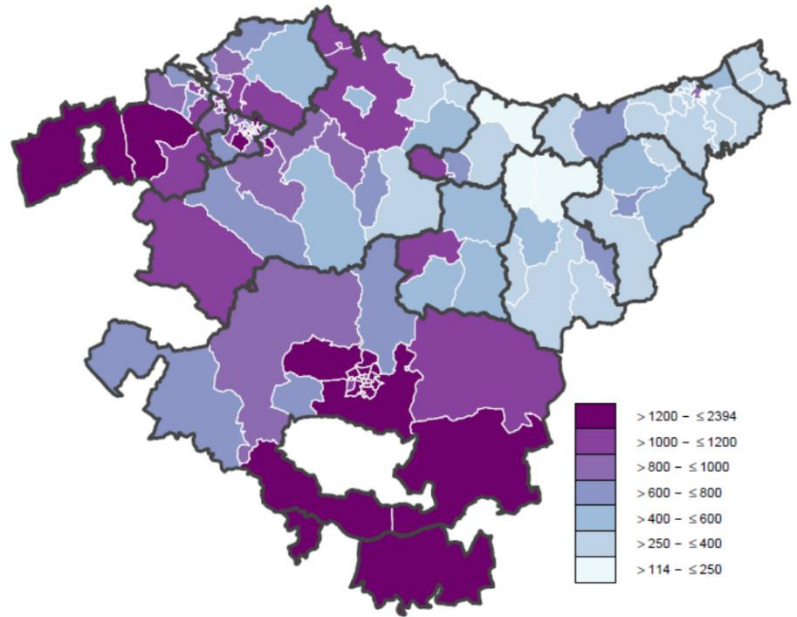 > 1200 – ≤ 2394
> 1000 – ≤ 1200
> 800 – ≤ 1000
> 600 – ≤ 800
> 400 – ≤ 600
> 250 – ≤ 400
> 114 – ≤ 250